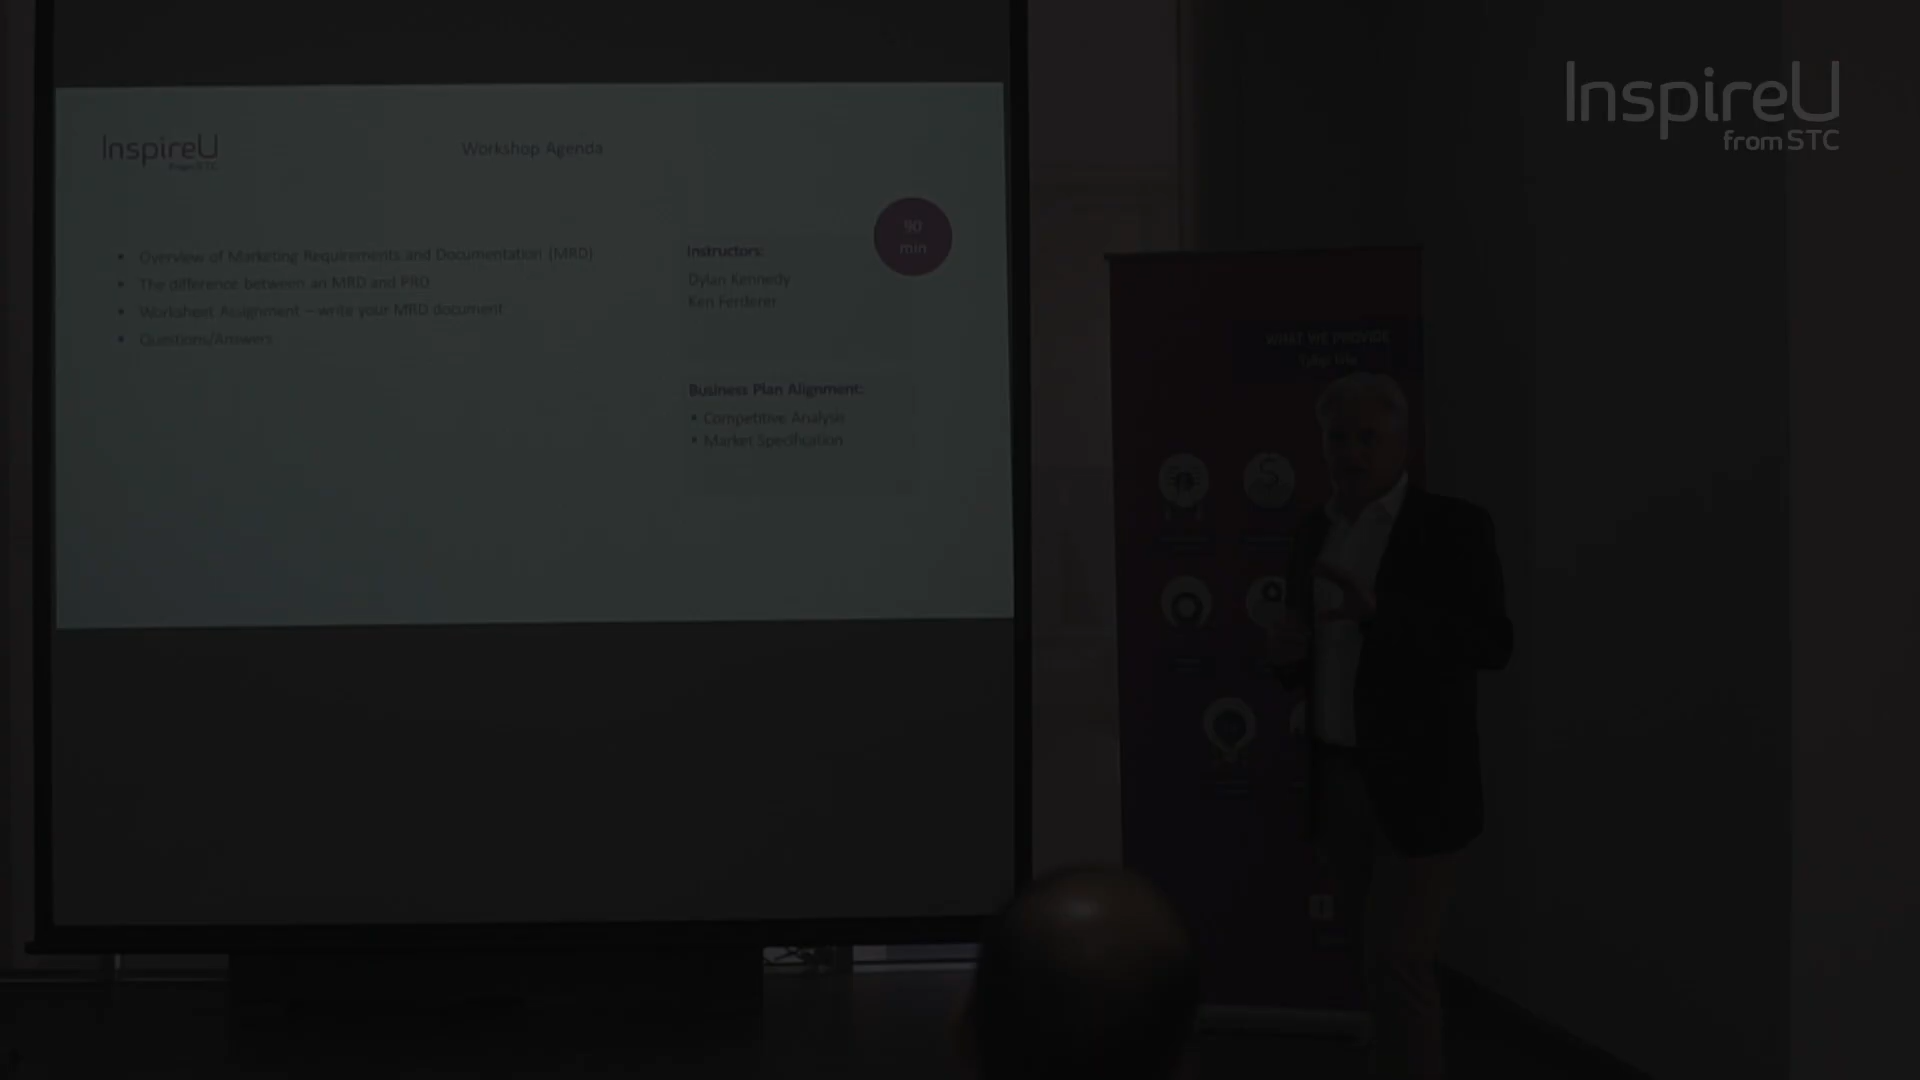 InspireU
from STC
InspireU
from STC
Workshop Agenda
90
min
• Overview of Marketing Requirements and Documentation (MRD)
• The difference between an MRD and PRD
• Worksheet Assignment – write your MRD document
• Questions/Answers
Instructors:
Dylan Kennedy
Ken Ferderer
Business Plan Alignment:
• Competitive Analysis
• Market Specification
WHAT WE PROVIDE